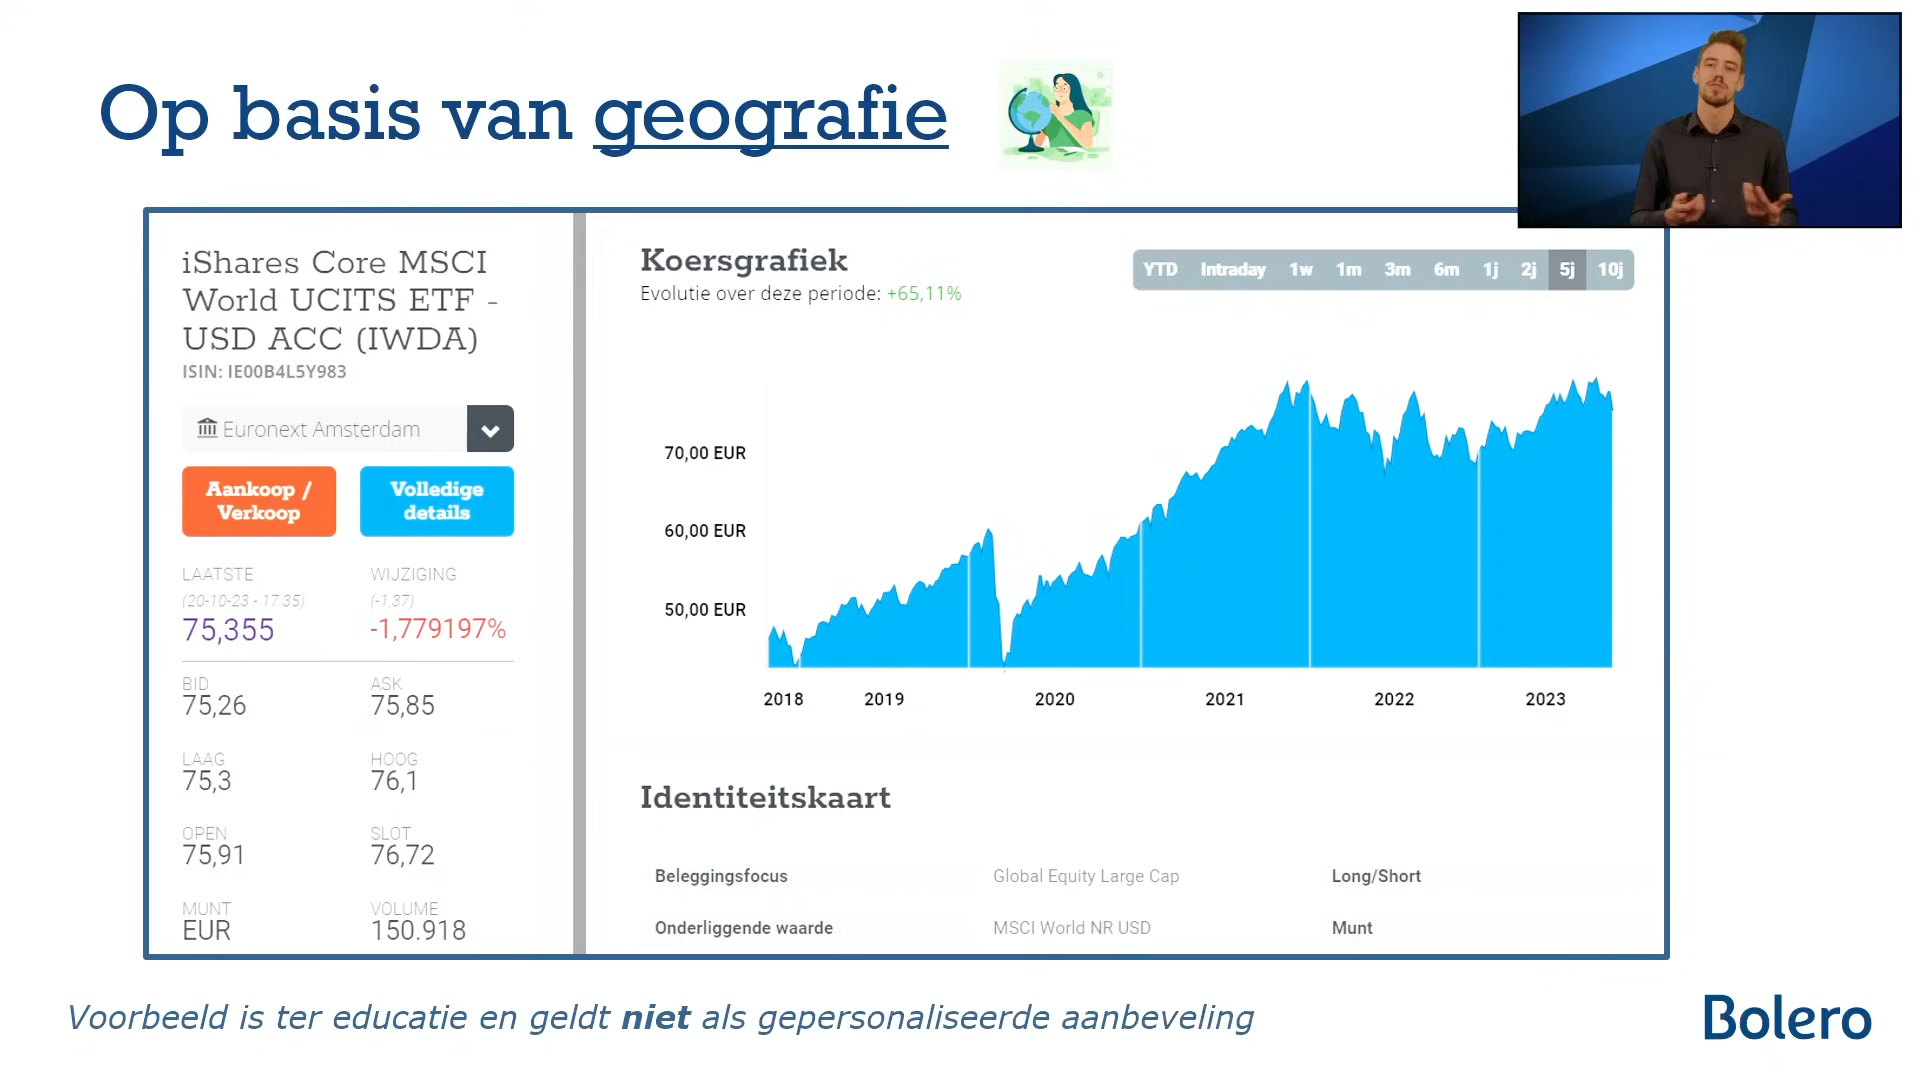 Op basis van geografie
iShares Core MSCI
World UCITS ETF -
USD ACC (IWDA)
ISIN: IE00B4L5Y983
Euronext Amsterdam
Aankoop /
Verkoop
Volledige
details
LAATSTE
(20-10-23 - 17:35)
75,355
WIJZIGING
(-1,37)
-1,779197%
BID
75,26
ASK
75,85
LAAG
75,3
HOOG
76,1
OPEN
75,91
SLOT
76,72
MUNT
EUR
VOLUME
150.918
Koersgrafiek
Evolutie over deze periode: +65,11%
YTD Intraday 1w 1m 3m 6m 1j 2j 5j 10j
70,00 EUR
60,00 EUR
50,00 EUR
2018 2019 2020 2021 2022 2023
Identiteitskaart
Beleggingsfocus Global Equity Large Cap Long/Short
Onderliggende waarde MSCI World NR USD Munt
Voorbeeld is ter educatie en geldt niet als gepersonaliseerde aanbeveling
Bolero